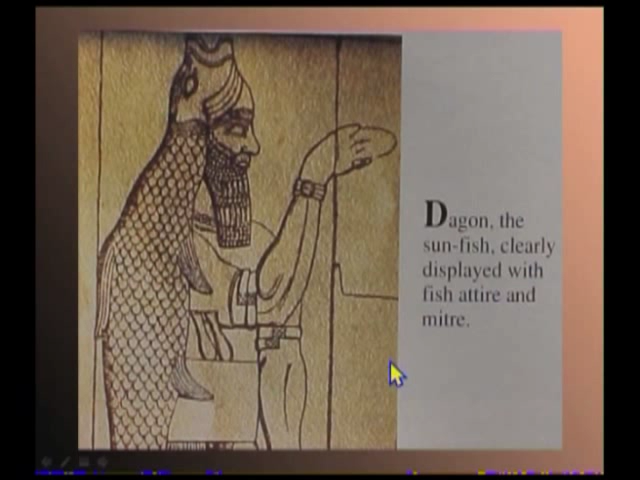 Dagon, the
sun-fish, clearly
displayed with
fish attire and
mitre.